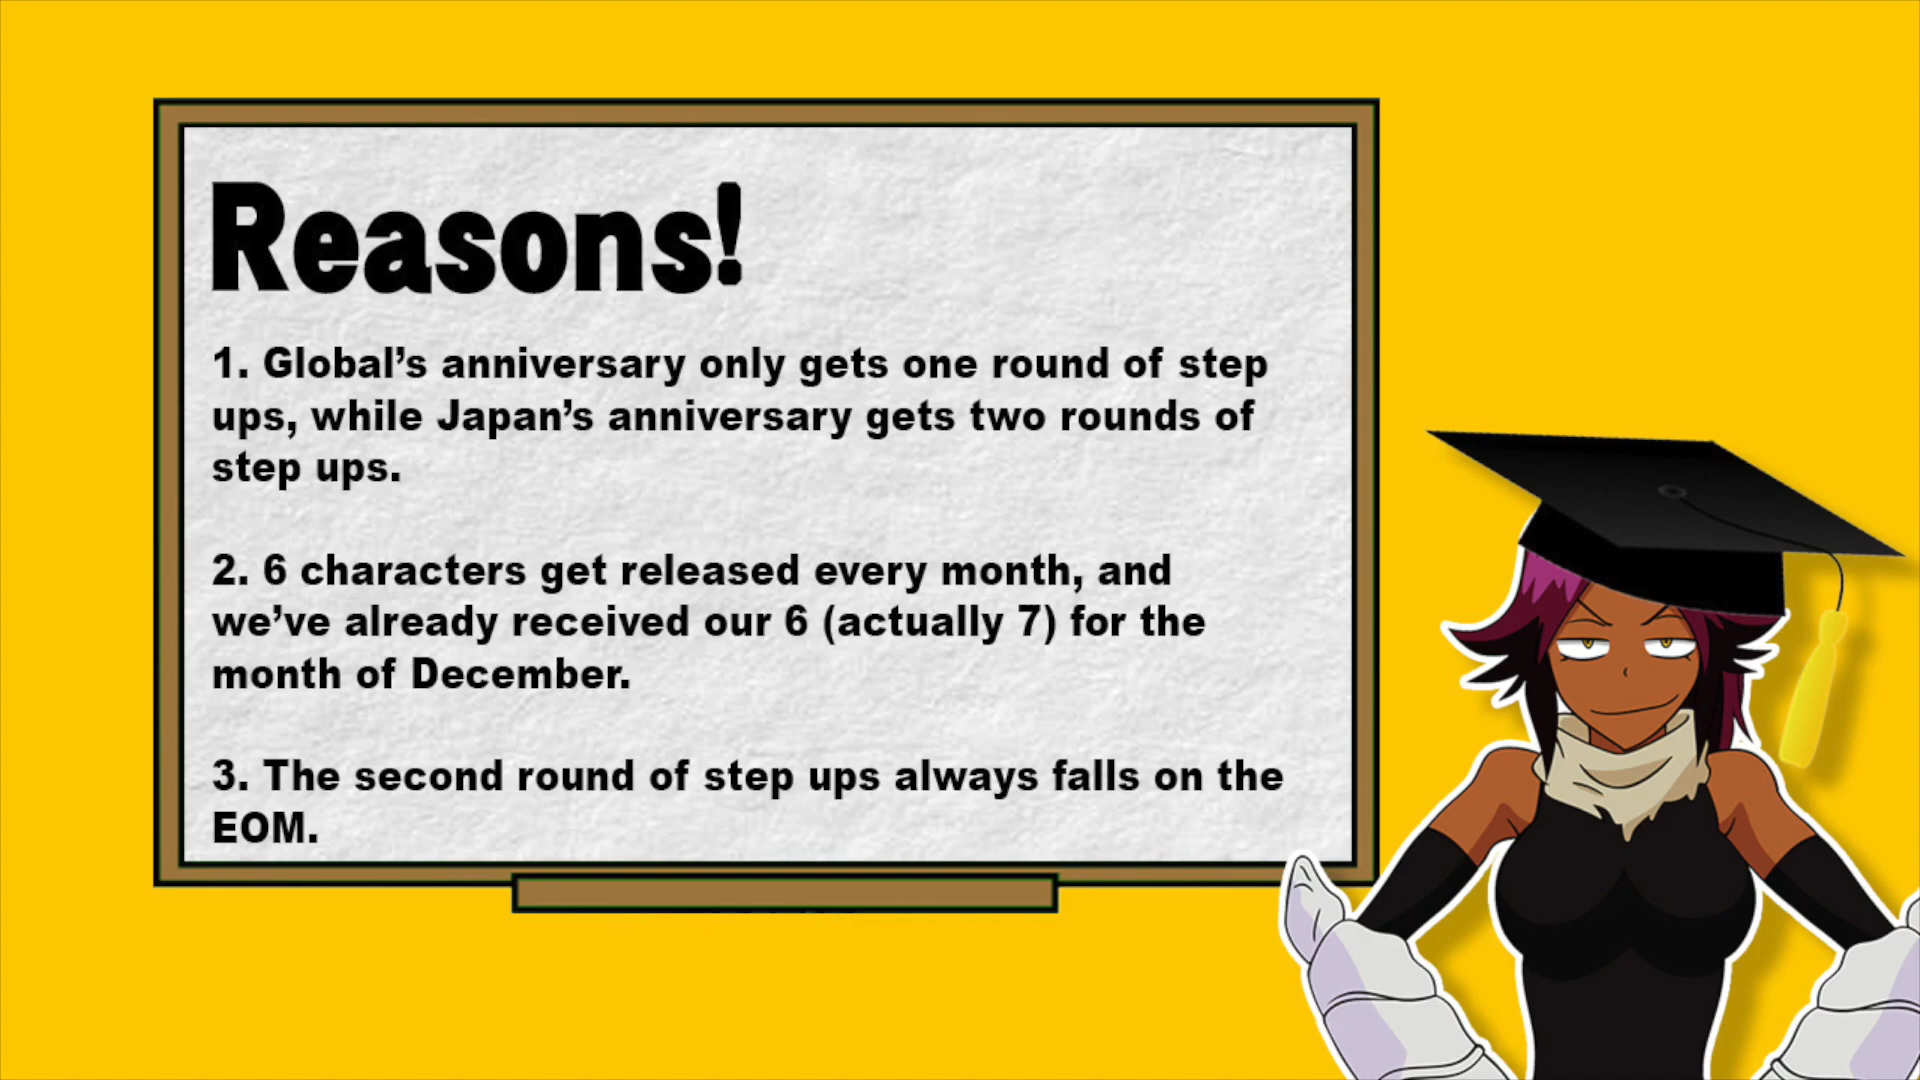 Reasons!
1. Global’s anniversary only gets one round of step
ups, while Japan’s anniversary gets two rounds of
step ups.
2. 6 characters get released every month, and
we’ve already received our 6 (actually 7) for the
month of December.
3. The second round of step ups always falls on the
EOM.